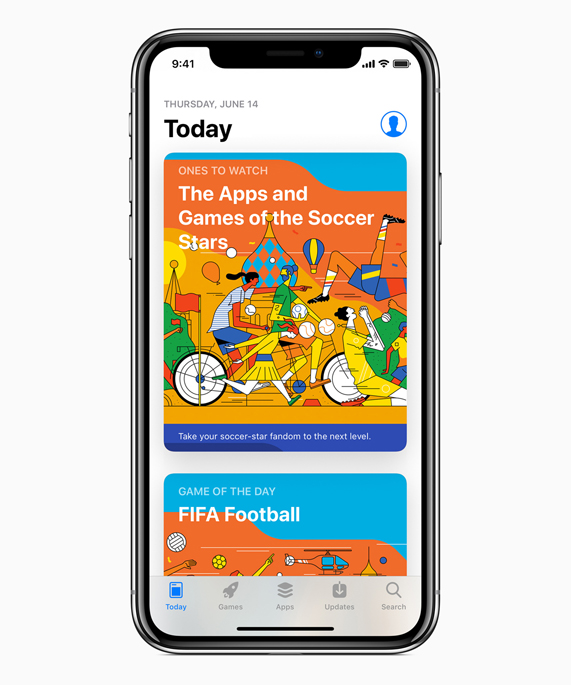 9:41
THURSDAY, JUNE 14
Today
ONES TO WATCH
The Apps and
Games of the Soccer
Stars
Take your soccer-star fandom to the next level.
GAME OF THE DAY
FIFA Football
Today
Games
Apps
Updates
Search